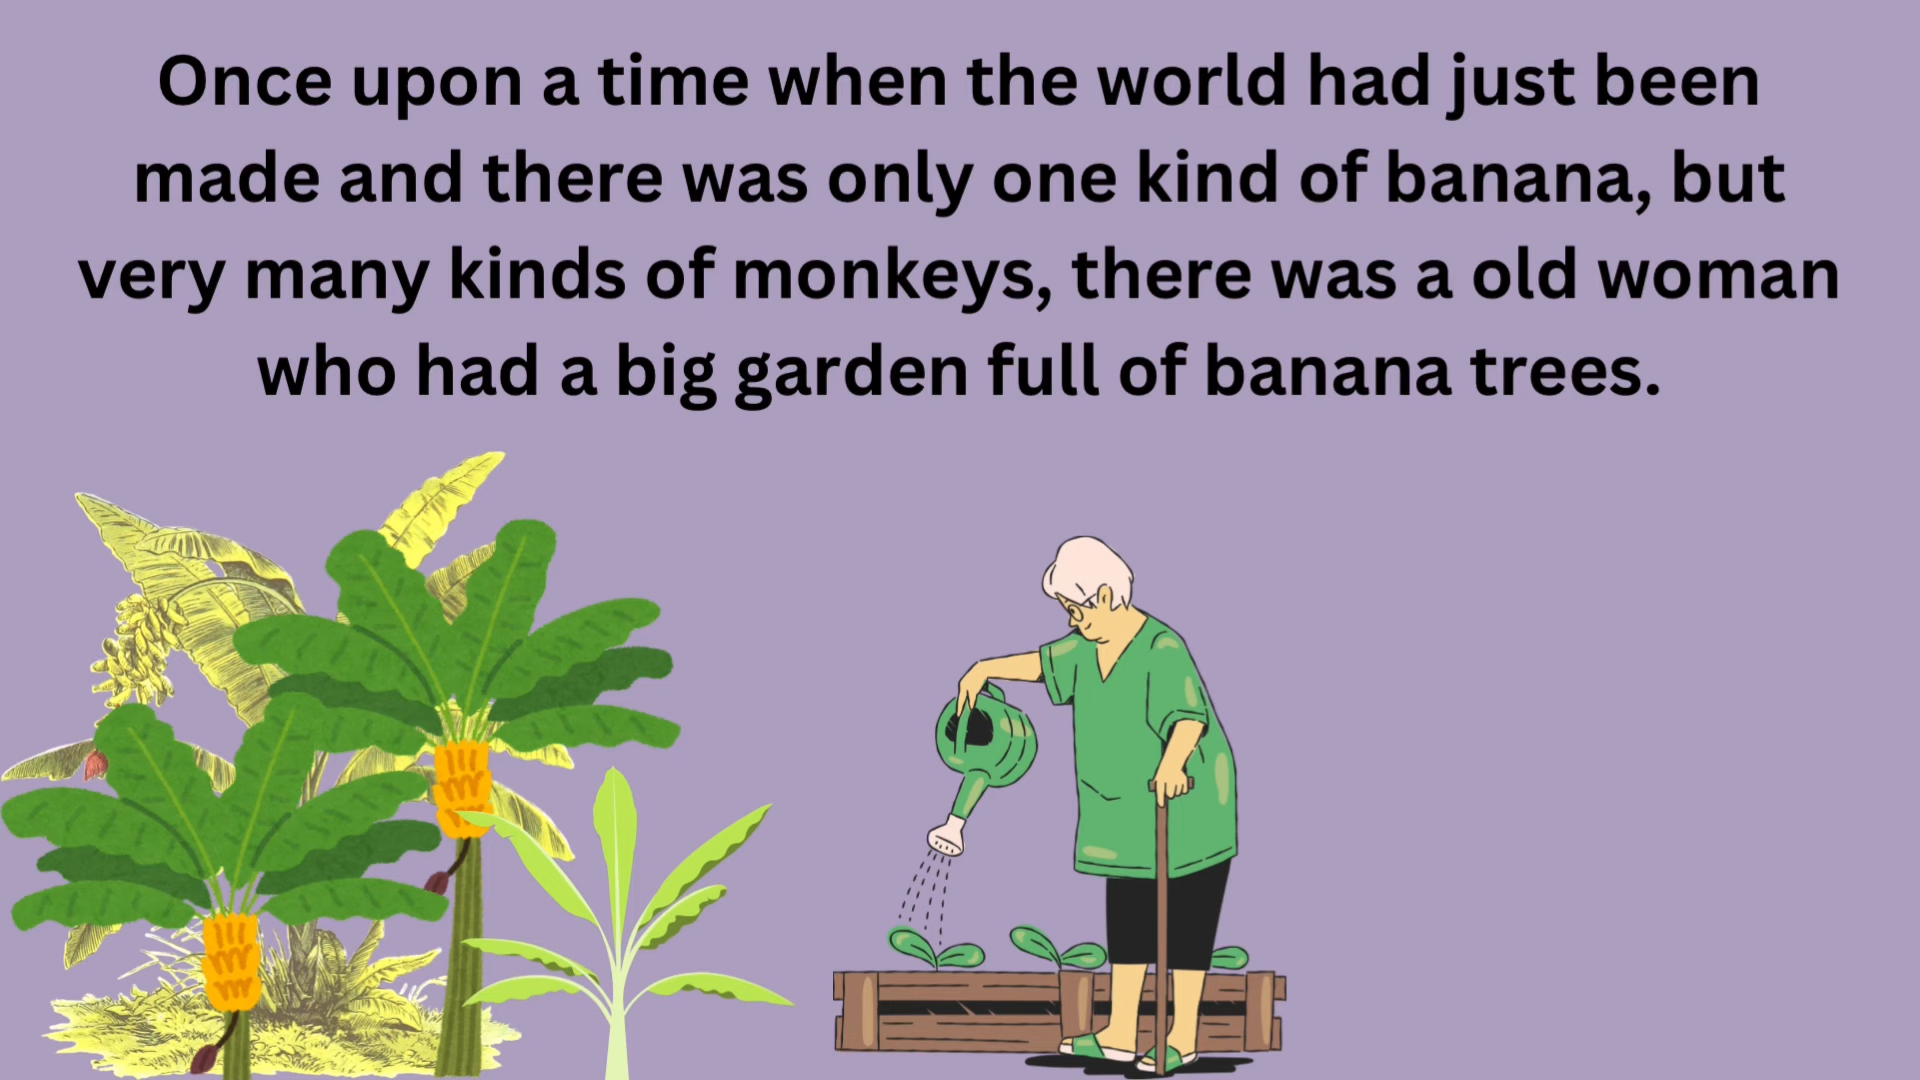 Once upon a time when the world had just been
made and there was only one kind of banana, but
very many kinds of monkeys, there was a old woman
who had a big garden full of banana trees.